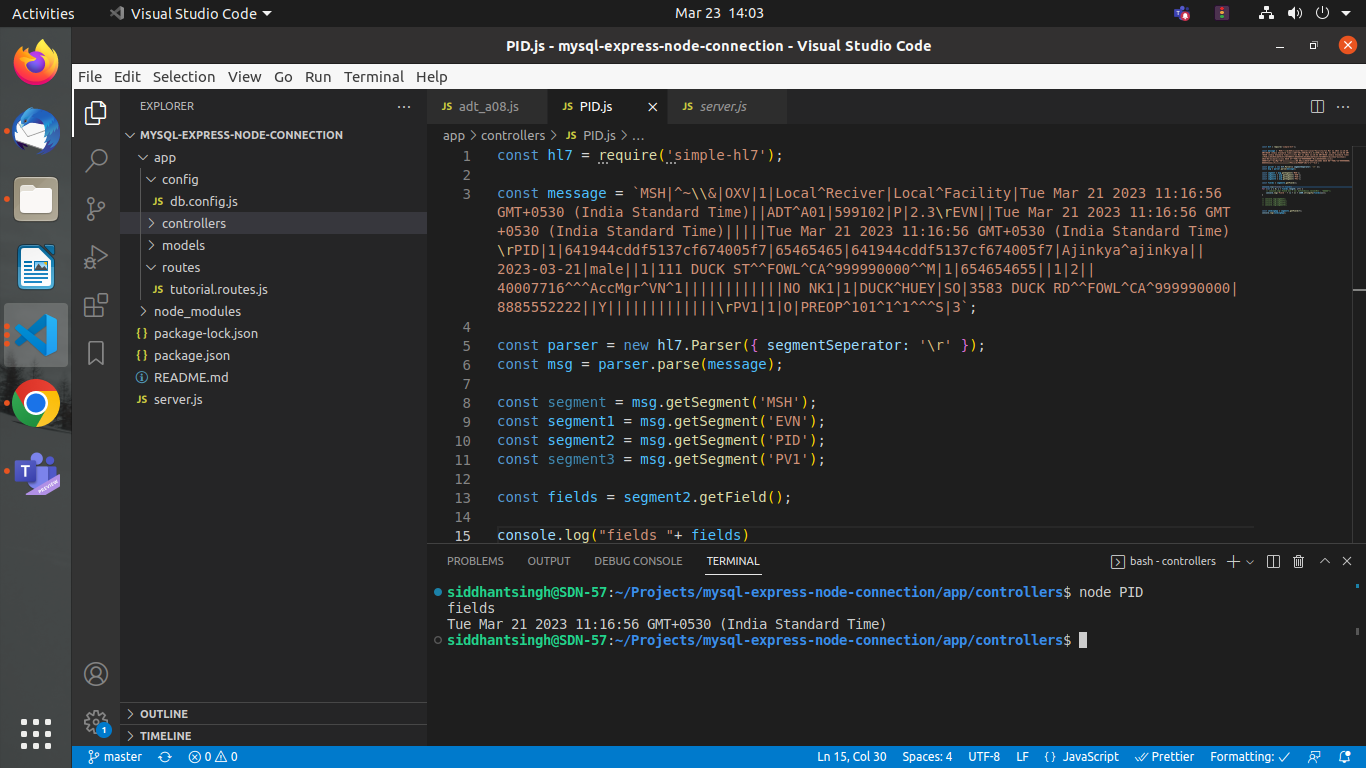 Activities
Visual Studio Code
Mar 23 14:03
PID.js - mysql-express-node-connection - Visual Studio Code
File Edit Selection View Go Run Terminal Help
EXPLORER
MYSQL-EXPRESS-NODE-CONNECTION
app
config
JS db.config.js
controllers
models
routes
JS tutorial.routes.js
node_modules
{} package-lock.json
{} package.json
README.md
JS server.js
OUTLINE
TIMELINE
JS adt_a08.js
JS PID.js
JS server.js
app > controllers > JS PID.js > ...
1 const hl7 = require('simple-hl7');
2
3 const message = `MSH|^~\\&|OXV|1|Local^Reciver|Local^Facility|Tue Mar 21 2023 11:16:56
GMT+0530 (India Standard Time)||ADT^A01|599102|P|2.3\rEVN||Tue Mar 21 2023 11:16:56 GMT
+0530 (India Standard Time)|||||Tue Mar 21 2023 11:16:56 GMT+0530 (India Standard Time)
\rPID|1|641944cddf5137cf674005f7|65465465|641944cddf5137cf674005f7|Ajinkya^ajinkya||
2023-03-21|male||1|111 DUCK ST^^FOWL^CA^999990000^^M|1|654654655||1|2||
40007716^^^AccMgr^VN^1||||||||||||NO NK1|1|DUCK^HUEY|SO|3583 DUCK RD^^FOWL^CA^999990000|
8885552222||Y|||||||||||||\rPV1|1|O|PREOP^101^1^1^^^S|3`;
4
5 const parser = new hl7.Parser({ segmentSeperator: '\r' });
6 const msg = parser.parse(message);
7
8 const segment = msg.getSegment('MSH');
9 const segment1 = msg.getSegment('EVN');
10 const segment2 = msg.getSegment('PID');
11 const segment3 = msg.getSegment('PV1');
12
13 const fields = segment2.getField();
14
15 console.log("fields "+ fields)
PROBLEMS OUTPUT DEBUG CONSOLE TERMINAL
bash - controllers
siddhantsingh@SDN-57:~/Projects/mysql-express-node-connection/app/controllers$ node PID
fields
Tue Mar 21 2023 11:16:56 GMT+0530 (India Standard Time)
siddhantsingh@SDN-57:~/Projects/mysql-express-node-connection/app/controllers$
PREVIEW
1
master
0 0
Ln 15, Col 30
Spaces: 4
UTF-8
LF
{} JavaScript
Prettier
Formatting: